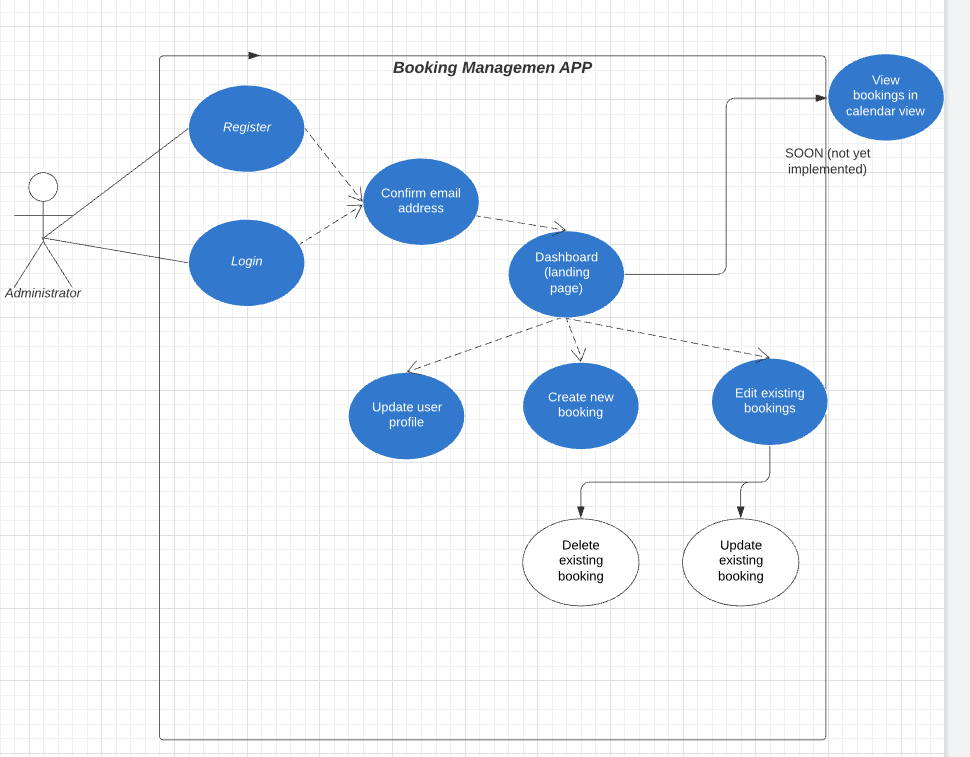 Booking Managemen APP
View
bookings in
calendar view
Register
SOON (not yet
implemented)
Confirm email
address
Login
Dashboard
(landing
page)
Administrator
Update user
profile
Create new
booking
Edit existing
bookings
Delete
existing
booking
Update
existing
booking